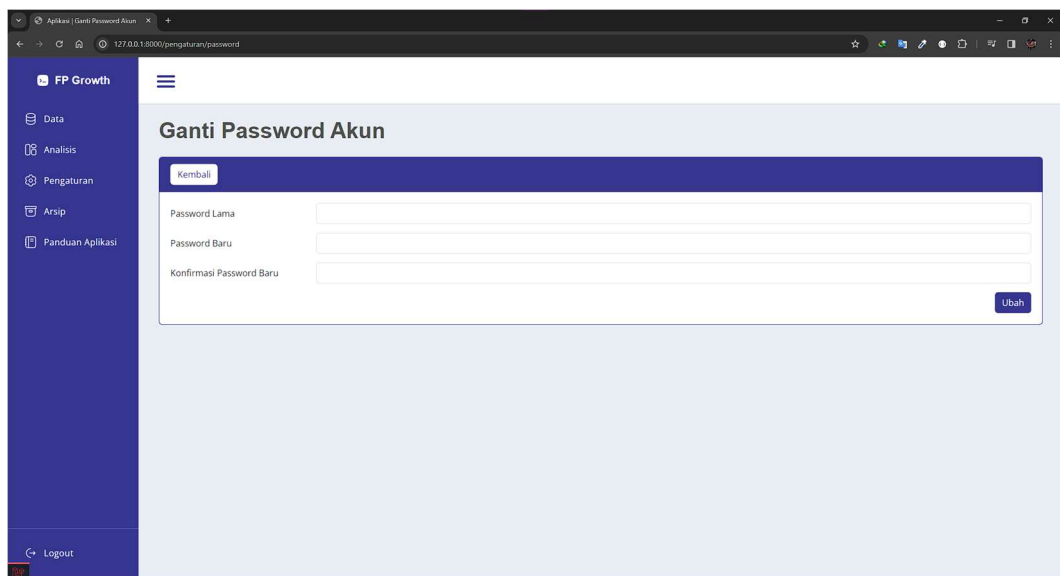 Aplikasi | Ganti Password Akun
127.0.0.1:8000/pengaturan/password
FP Growth
Data
Analisis
Pengaturan
Arsip
Panduan Aplikasi
Logout
Ganti Password Akun
Kembali
Password Lama
Password Baru
Konfirmasi Password Baru
Ubah